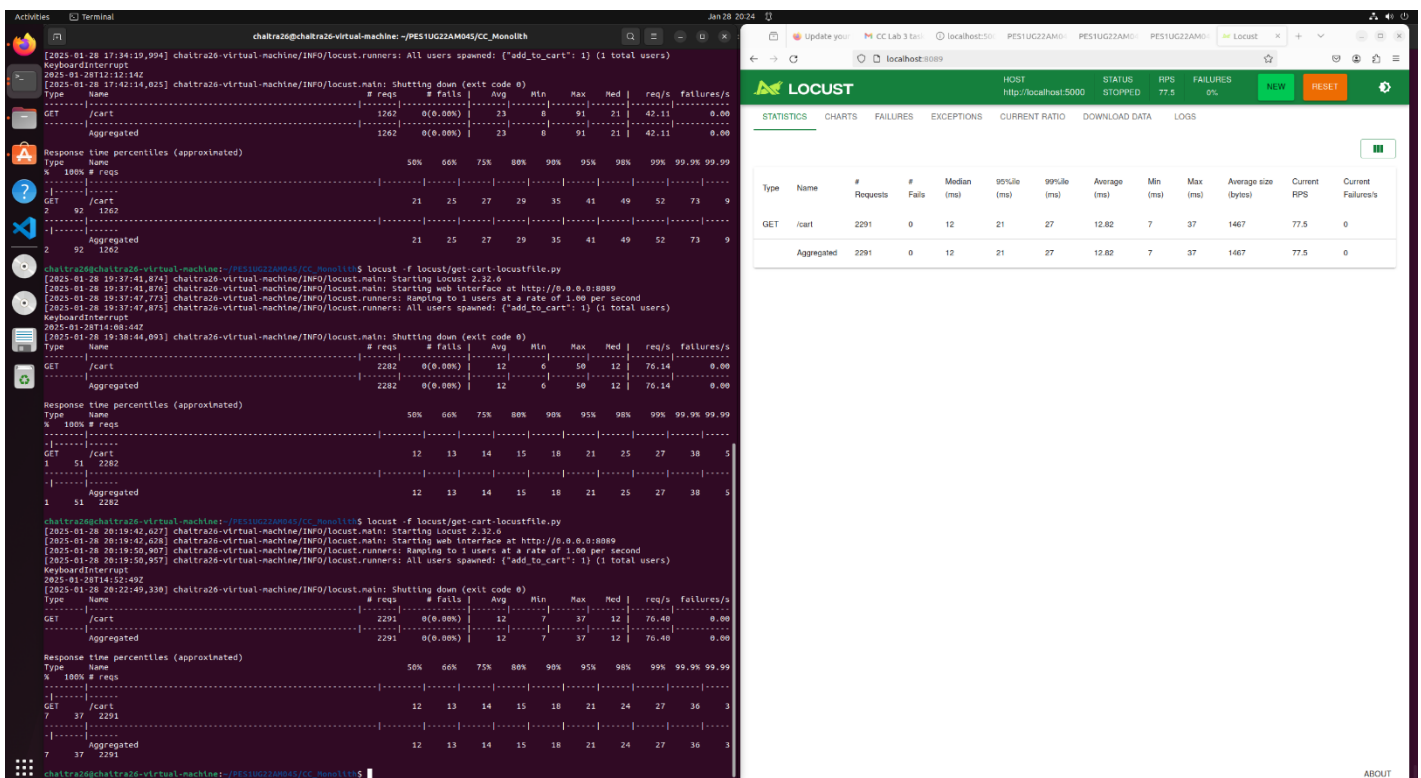 Activities Terminal Jan 28 20:24
chaitra26@chaitra26-virtual-machine: ~/PES1UG22AM045/CC_Monolith
[2025-01-28 17:34:19,994] chaitra26-virtual-machine/INFO/locust.runners: All users spawned: {"add_to_cart": 1} (1 total users)
KeyboardInterrupt
2025-01-28T12:12:14Z
[2025-01-28 17:42:14,025] chaitra26-virtual-machine/INFO/locust.main: Shutting down (exit code 0)
Type Name # reqs # fails | Avg Min Max Med | req/s failures/s
GET /cart 1262 0(0.00%) | 23 8 91 21 | 42.11 0.00
Aggregated 1262 0(0.00%) | 23 8 91 21 | 42.11 0.00
Response time percentiles (approximated)
Type Name 50% 66% 75% 80% 90% 95% 98% 99% 99.9% 99.99
% 100% # reqs
GET /cart 21 25 27 29 35 41 49 52 73 9
2 92 1262
Aggregated 21 25 27 29 35 41 49 52 73 9
2 92 1262
chaitra26@chaitra26-virtual-machine:~/PES1UG22AM045/CC_Monolith$ locust -f locust/get-cart-locustfile.py
[2025-01-28 19:37:41,874] chaitra26-virtual-machine/INFO/locust.main: Starting Locust 2.32.6
[2025-01-28 19:37:41,876] chaitra26-virtual-machine/INFO/locust.main: Starting web interface at http://0.0.0.0:8089
[2025-01-28 19:37:47,773] chaitra26-virtual-machine/INFO/locust.runners: Ramping to 1 users at a rate of 1.00 per second
[2025-01-28 19:37:47,875] chaitra26-virtual-machine/INFO/locust.runners: All users spawned: {"add_to_cart": 1} (1 total users)
KeyboardInterrupt
2025-01-28T14:08:44Z
[2025-01-28 19:38:44,093] chaitra26-virtual-machine/INFO/locust.main: Shutting down (exit code 0)
Type Name # reqs # fails | Avg Min Max Med | req/s failures/s
GET /cart 2282 0(0.00%) | 12 6 50 12 | 76.14 0.00
Aggregated 2282 0(0.00%) | 12 6 50 12 | 76.14 0.00
Response time percentiles (approximated)
Type Name 50% 66% 75% 80% 90% 95% 98% 99% 99.9% 99.99
% 100% # reqs
GET /cart 12 13 14 15 18 21 25 27 38 5
1 51 2282
Aggregated 12 13 14 15 18 21 25 27 38 5
1 51 2282
chaitra26@chaitra26-virtual-machine:~/PES1UG22AM045/CC_Monolith$ locust -f locust/get-cart-locustfile.py
[2025-01-28 20:19:42,627] chaitra26-virtual-machine/INFO/locust.main: Starting Locust 2.32.6
[2025-01-28 20:19:42,628] chaitra26-virtual-machine/INFO/locust.main: Starting web interface at http://0.0.0.0:8089
[2025-01-28 20:19:50,907] chaitra26-virtual-machine/INFO/locust.runners: Ramping to 1 users at a rate of 1.00 per second
[2025-01-28 20:19:50,957] chaitra26-virtual-machine/INFO/locust.runners: All users spawned: {"add_to_cart": 1} (1 total users)
KeyboardInterrupt
2025-01-28T14:52:49Z
[2025-01-28 20:22:49,330] chaitra26-virtual-machine/INFO/locust.main: Shutting down (exit code 0)
Type Name # reqs # fails | Avg Min Max Med | req/s failures/s
GET /cart 2291 0(0.00%) | 12 7 37 12 | 76.40 0.00
Aggregated 2291 0(0.00%) | 12 7 37 12 | 76.40 0.00
Response time percentiles (approximated)
Type Name 50% 66% 75% 80% 90% 95% 98% 99% 99.9% 99.99
% 100% # reqs
GET /cart 12 13 14 15 18 21 24 27 36 3
7 37 2291
Aggregated 12 13 14 15 18 21 24 27 36 3
7 37 2291
chaitra26@chaitra26-virtual-machine:~/PES1UG22AM045/CC_Monolith$
Update your CC Lab 3 localhost:50 PES1UG22AM04 PES1UG22AM04 PES1UG22AM04 Locust
localhost:8089
LOCUST
HOST STATUS RPS FAILURES
http://localhost:5000 STOPPED 77.5 0%
NEW RESET
STATISTICS CHARTS FAILURES EXCEPTIONS CURRENT RATIO DOWNLOAD DATA LOGS
Type Name # Requests # Fails Median (ms) 95%ile (ms) 99%ile (ms) Average (ms) Min (ms) Max (ms) Average size (bytes) Current RPS Current Failures/s
GET /cart 2291 0 12 21 27 12.82 7 37 1467 77.5 0
Aggregated 2291 0 12 21 27 12.82 7 37 1467 77.5 0
ABOUT